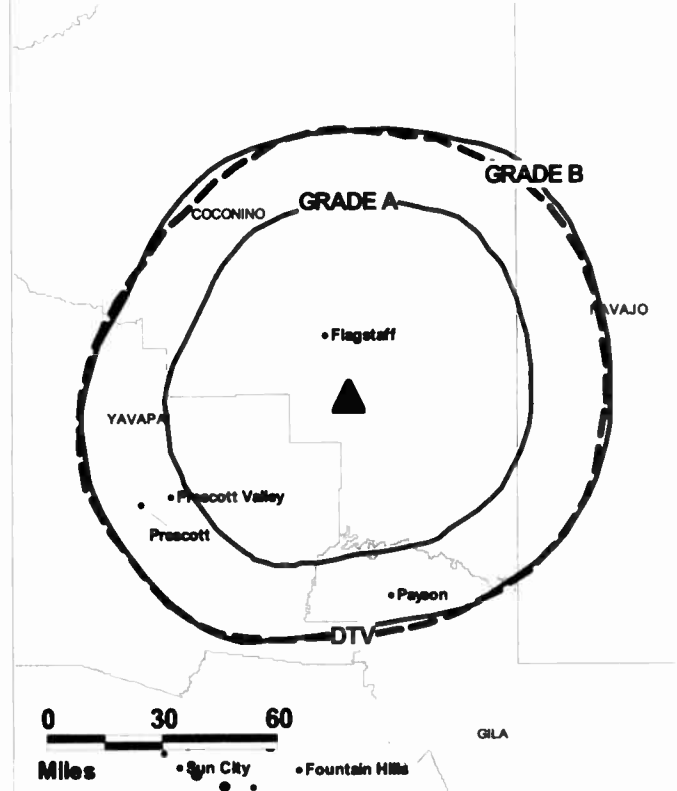 GRADE B
GRADE A
COCONINO
NAVAJO
Flagstaff
YAVAPA
Prescott Valley
Prescott
Payson
DTV
0 30 60
GILA
Miles
Sun City
Fountain Hills